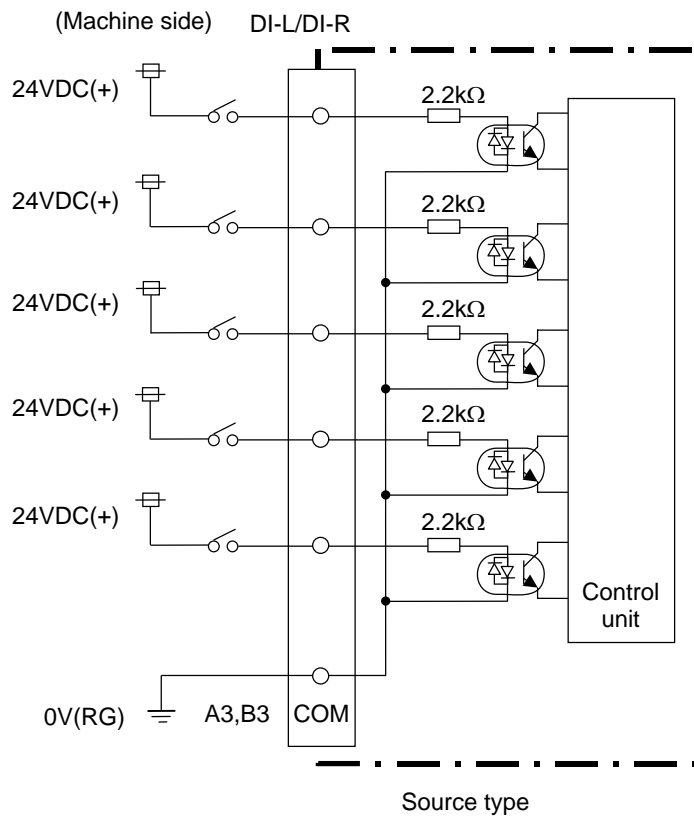 (Machine side) DI-L/DI-R
24VDC(+)
2.2kΩ
24VDC(+)
2.2kΩ
24VDC(+)
2.2kΩ
24VDC(+)
2.2kΩ
24VDC(+)
2.2kΩ
Control
unit
0V(RG) A3,B3 COM
Source type